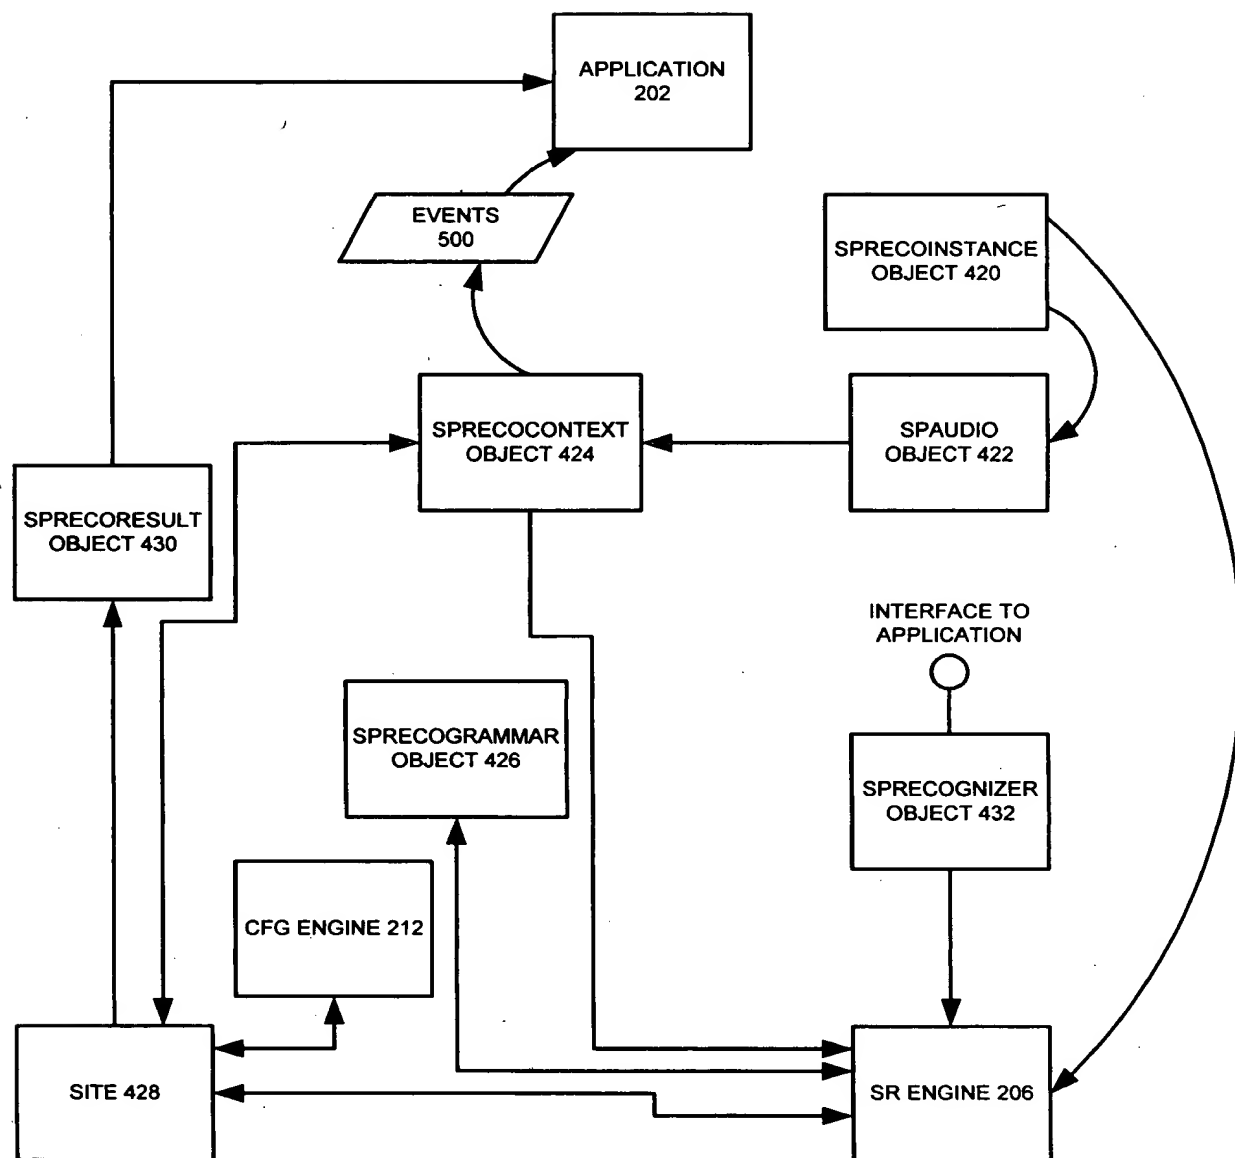 APPLICATION
202
EVENTS
500
SPRECOINSTANCE
OBJECT 420
SPRECOCONTEXT
OBJECT 424
SPAUDIO
OBJECT 422
SPRECORESULT
OBJECT 430
INTERFACE TO
APPLICATION
SPRECOGRAMMAR
OBJECT 426
SPRECOGNIZER
OBJECT 432
CFG ENGINE 212
SITE 428
SR ENGINE 206